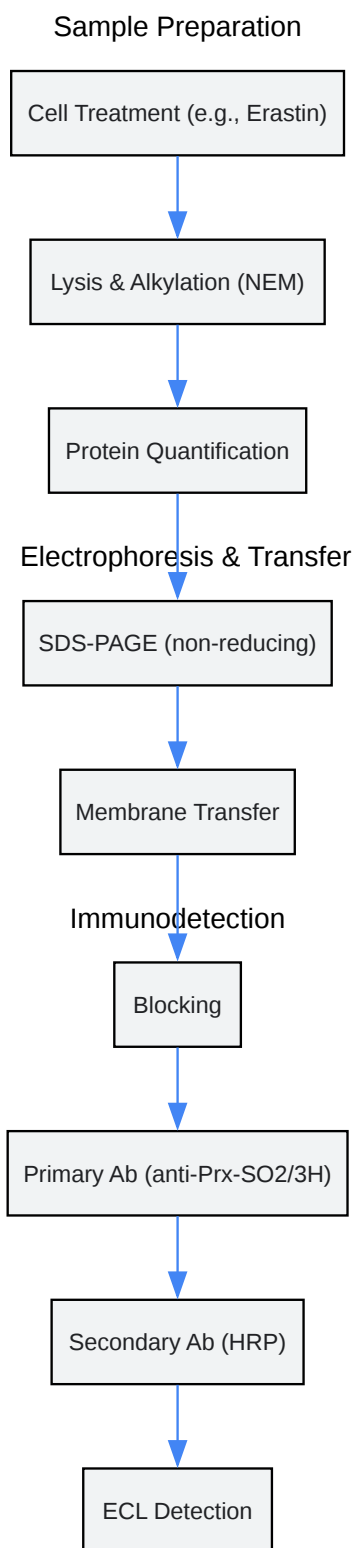 Sample Preparation
Cell Treatment (e.g., Erastin)
Lysis & Alkylation (NEM)
Protein Quantification
Electrophoresis & Transfer
SDS-PAGE (non-reducing)
Membrane Transfer
Immunodetection
Blocking
Primary Ab (anti-Prx-SO2/3H)
Secondary Ab (HRP)
ECL Detection